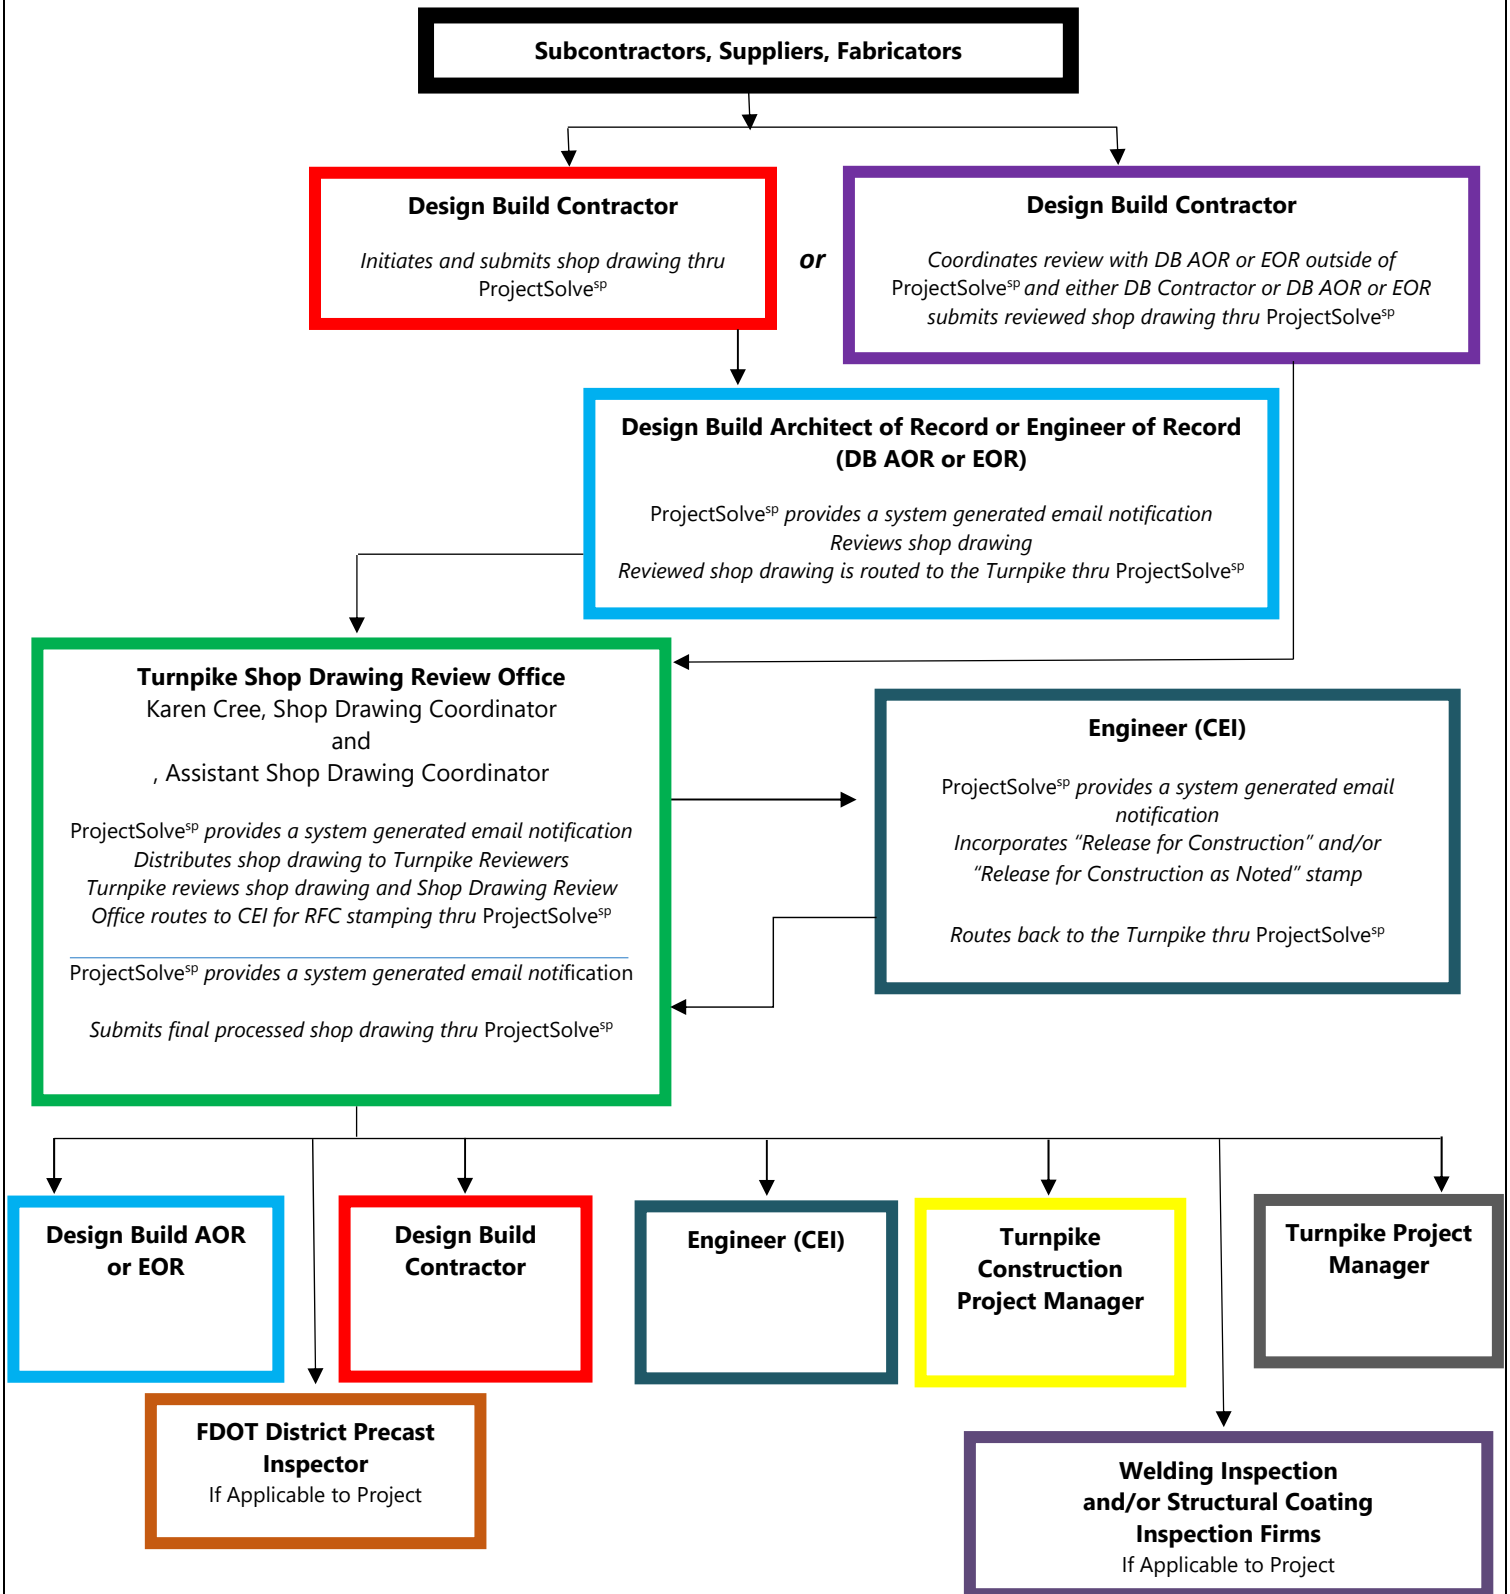 Subcontractors, Suppliers, Fabricators
Design Build Contractor
Initiates and submits shop drawing thru
ProjectSolvesp
or
Design Build Contractor
Coordinates review with DB AOR or EOR outside of
ProjectSolvesp and either DB Contractor or DB AOR or EOR
submits reviewed shop drawing thru ProjectSolvesp
Design Build Architect of Record or Engineer of Record
(DB AOR or EOR)
ProjectSolvesp provides a system generated email notification
Reviews shop drawing
Reviewed shop drawing is routed to the Turnpike thru ProjectSolvesp
Turnpike Shop Drawing Review Office
Karen Cree, Shop Drawing Coordinator
and
, Assistant Shop Drawing Coordinator
ProjectSolvesp provides a system generated email notification
Distributes shop drawing to Turnpike Reviewers
Turnpike reviews shop drawing and Shop Drawing Review
Office routes to CEI for RFC stamping thru ProjectSolvesp
ProjectSolvesp provides a system generated email notification
Submits final processed shop drawing thru ProjectSolvesp
Engineer (CEI)
ProjectSolvesp provides a system generated email
notification
Incorporates “Release for Construction” and/or
“Release for Construction as Noted” stamp
Routes back to the Turnpike thru ProjectSolvesp
Design Build AOR
or EOR
Design Build
Contractor
Engineer (CEI)
Turnpike
Construction
Project Manager
Turnpike Project
Manager
FDOT District Precast
Inspector
If Applicable to Project
Welding Inspection
and/or Structural Coating
Inspection Firms
If Applicable to Project